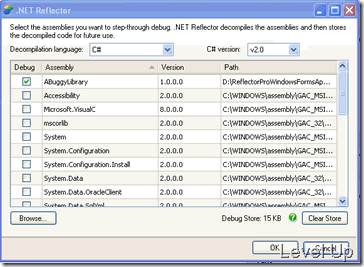 .NET Reflector
Select the assemblies you want to step-through debug. .NET Reflector decompiles the assemblies and then stores
the decompiled code for future use.
Decompilation language: C# C# version: v2.0
Debug Assembly Version Path
ABuggyLibrary 1.0.0.0 D:\ReflectorProWindowsFormsAp...
Accessibility 2.0.0.0 C:\WINDOWS\assembly\GAC_MSI...
Microsoft.VisualC 8.0.0.0 C:\WINDOWS\assembly\GAC_MSI...
mscorlib 2.0.0.0 C:\WINDOWS\assembly\GAC_32\...
System 2.0.0.0 C:\WINDOWS\assembly\GAC_MSI...
System.Configuration 2.0.0.0 C:\WINDOWS\assembly\GAC_MSI...
System.Configuration.Install 2.0.0.0 C:\WINDOWS\assembly\GAC_MSI...
System.Data 2.0.0.0 C:\WINDOWS\assembly\GAC_32\...
System.Data.OracleClient 2.0.0.0 C:\WINDOWS\assembly\GAC_32\...
System.Data.SqlXml 2.0.0.0 C:\WINDOWS\assembly\GAC_MSI...
Browse... Debug Store: 15 KB Clear Store
OK Cancel
Level Up